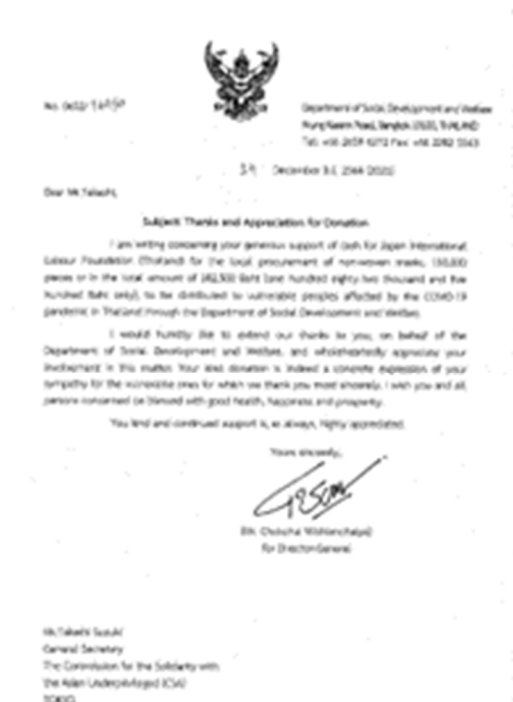 Department of Social Development and Welfare
Krung Kasem Road, Bangkok THAILAND
December B.E. 2564 (2021)
Dear Mr. Takeshi,
Subject: Thanks and Appreciation for Donation
I am writing concerning your generous support of cash for Japan International
Labour Foundation (Thailand) for the local procurement of non-woven masks,
pieces or in the total amount of 182,500 Baht (one hundred eighty two thousand and five
hundred Baht only), to be distributed to vulnerable peoples affected by the COVID-19
pandemic in Thailand through the Department of Social Development and Welfare.
I would humbly like to extend our thanks to you, on behalf of the
Department of Social Development and Welfare, and wholeheartedly appreciate your
involvement in this matter. Your kind donation is indeed a concrete expression of your
sympathy for the vulnerable ones for which we thank you most sincerely. I wish you and all
persons concerned be blessed with good health, happiness and prosperity.
You kind and continued support is, as always, highly appreciated.
Yours sincerely,
for Director-General
Suzuki
General Secretary
The Commission for the Solidarity with
the Asian Underprivileged (CSA)
TOKYO